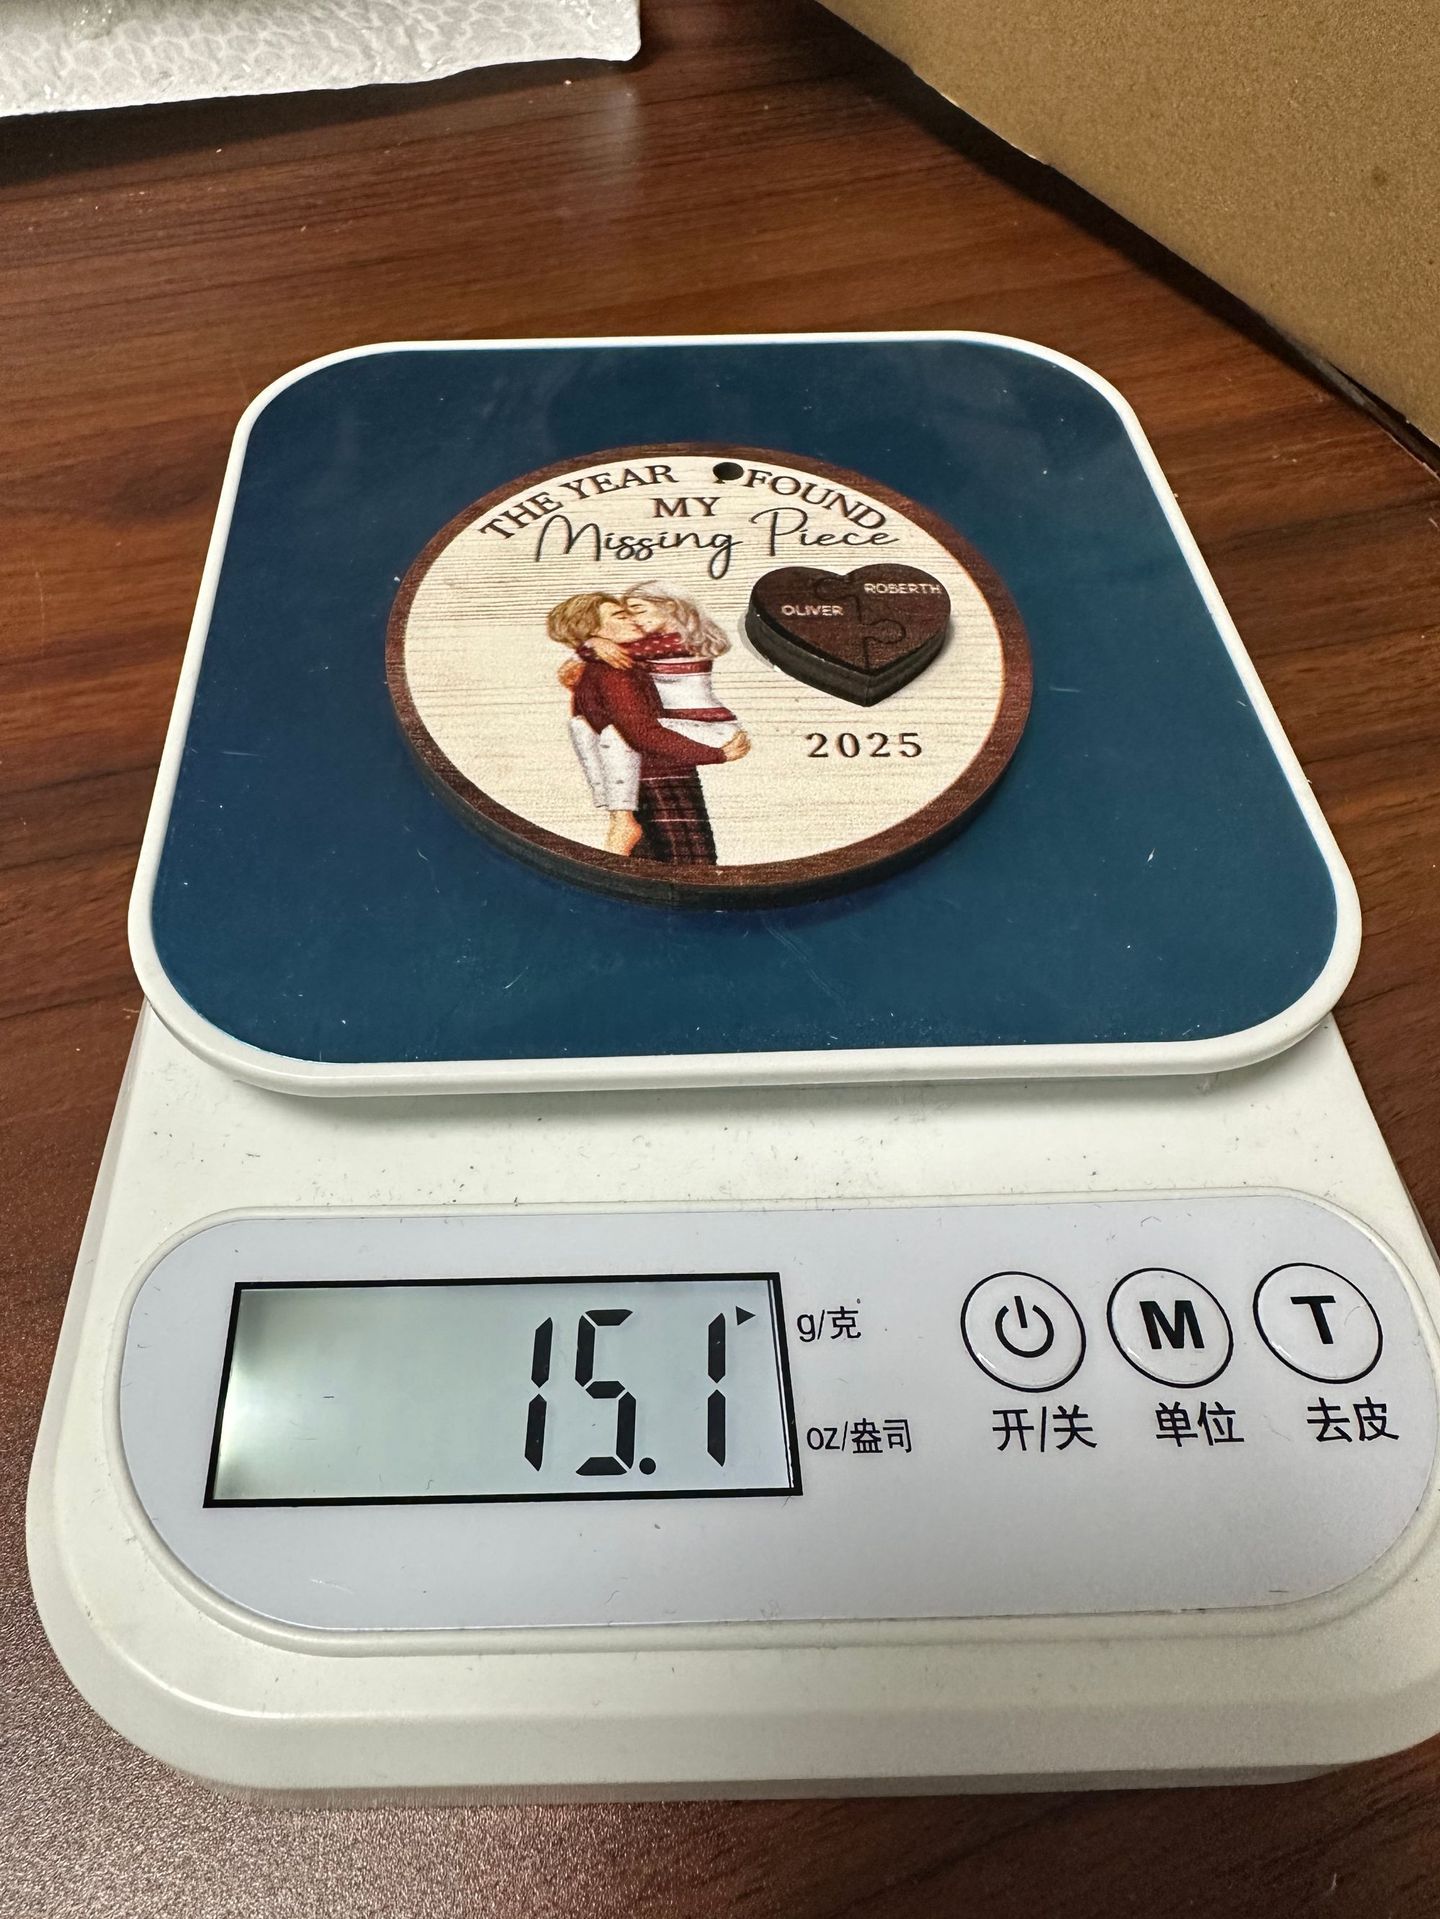 THE YEAR I FOUND
MY
Missing Piece
ROBERTH
OLIVER
2025
15.1
g/克
oz/盎司
M
T
开/关
单位
去皮